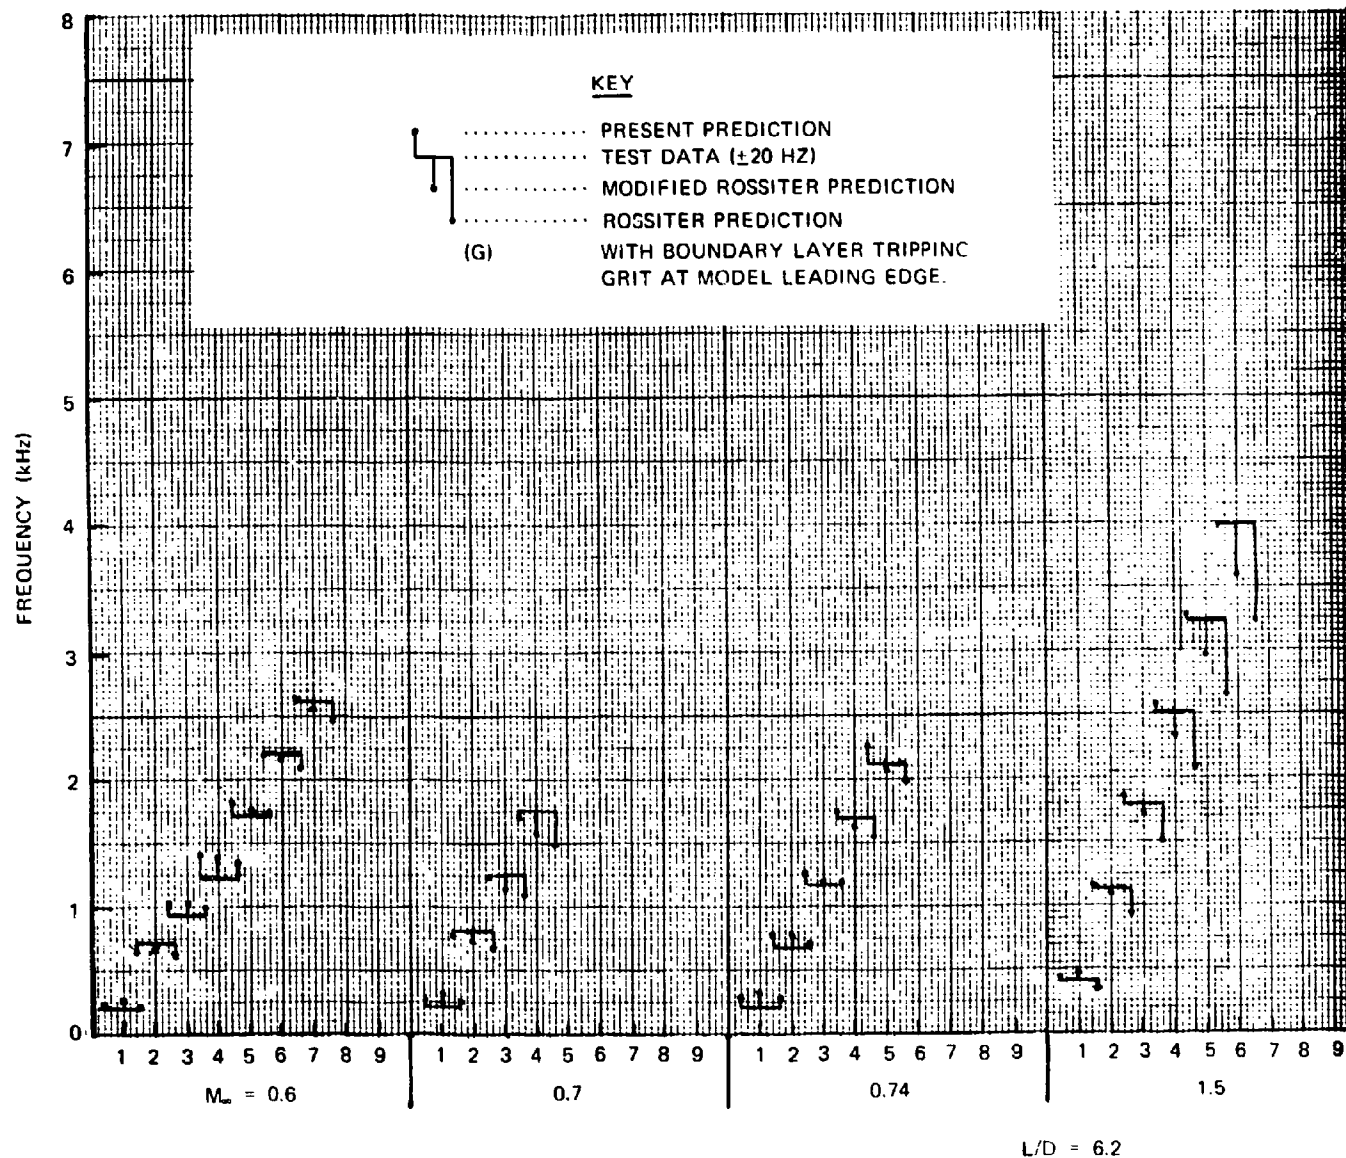 KEY
PRESENT PREDICTION
TEST DATA (±20 HZ)
MODIFIED ROSSITER PREDICTION
ROSSITER PREDICTION
(G) WITH BOUNDARY LAYER TRIPPING
GRIT AT MODEL LEADING EDGE.
FREQUENCY (kHz)
8
7
6
5
4
3
2
1
0
1 2 3 4 5 6 7 8 9 1 2 3 4 5 6 7 8 9 1 2 3 4 5 6 7 8 9 1 2 3 4 5 6 7 8 9
M∞ = 0.6 0.7 0.74 1.5
L/D = 6.2